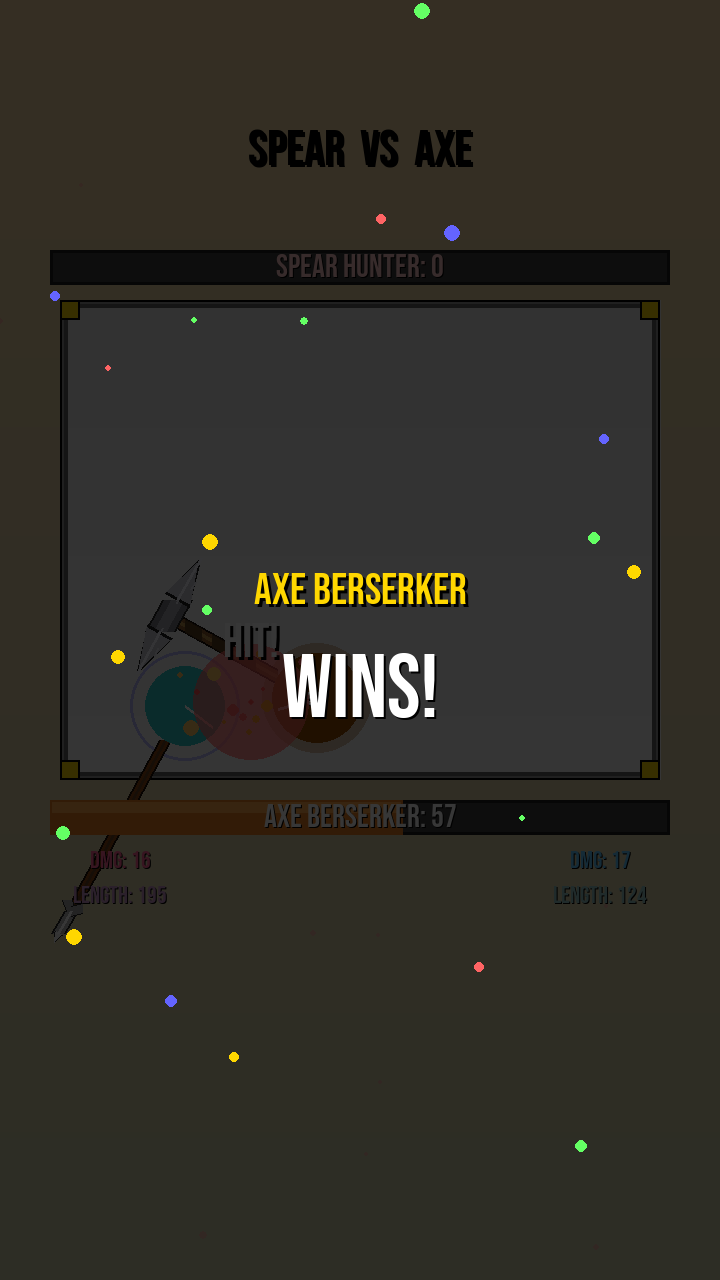 SPEAR VS AXE
SPEAR HUNTER: 0
AXE BERSERKER
HIT!
WINS!
AXE BERSERKER: 57
DMG: 16
DMG: 17
LENGTH: 195
LENGTH: 124